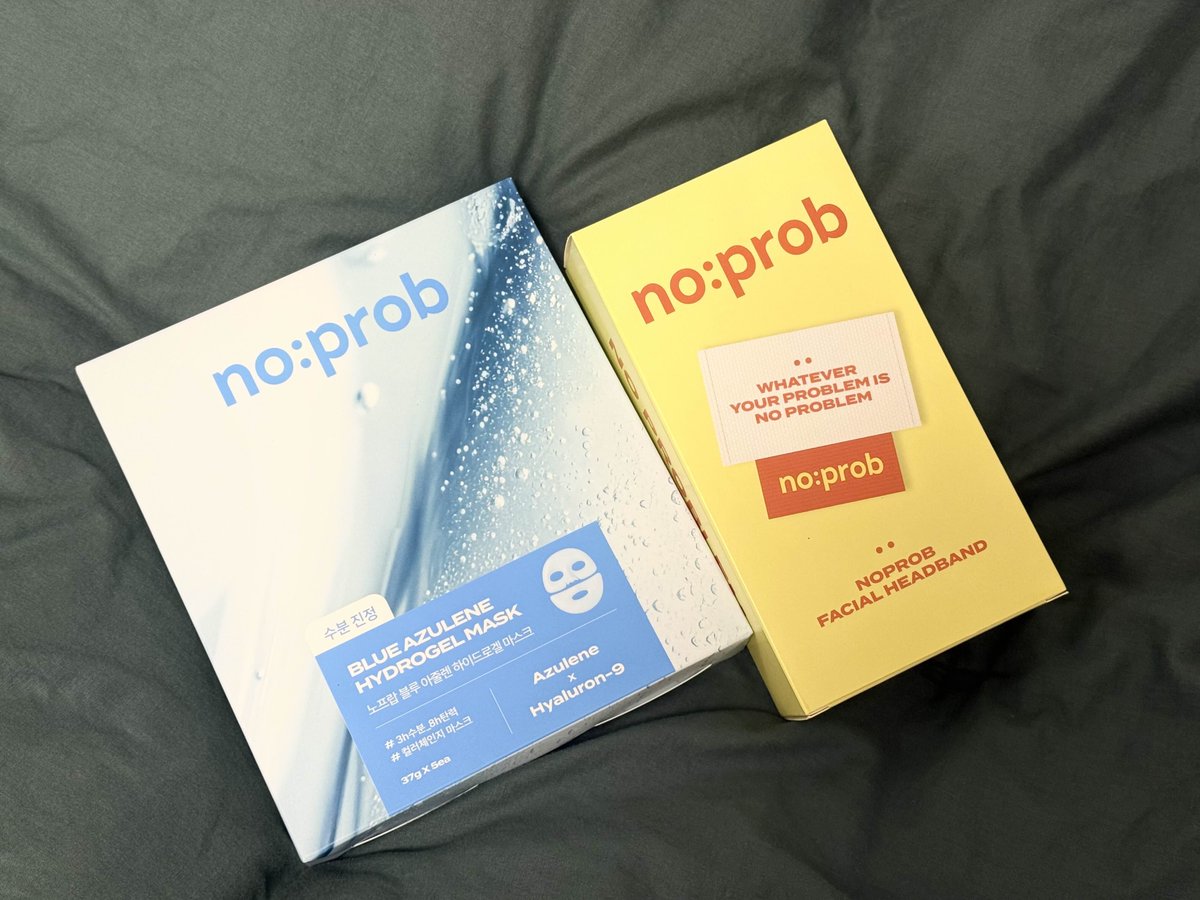 no:prob
수분 진정
BLUE AZULENE
HYDROGEL MASK
노프랍 블루 아줄렌 하이드로겔 마스크
# 3h수분_8h탄력
# 컬러체인지 마스크
37g X 5ea
Azulene
x
Hyaluron-9
no:prob
WHATEVER
YOUR PROBLEM IS
NO PROBLEM
no:prob
NOPROB
FACIAL HEADBAND